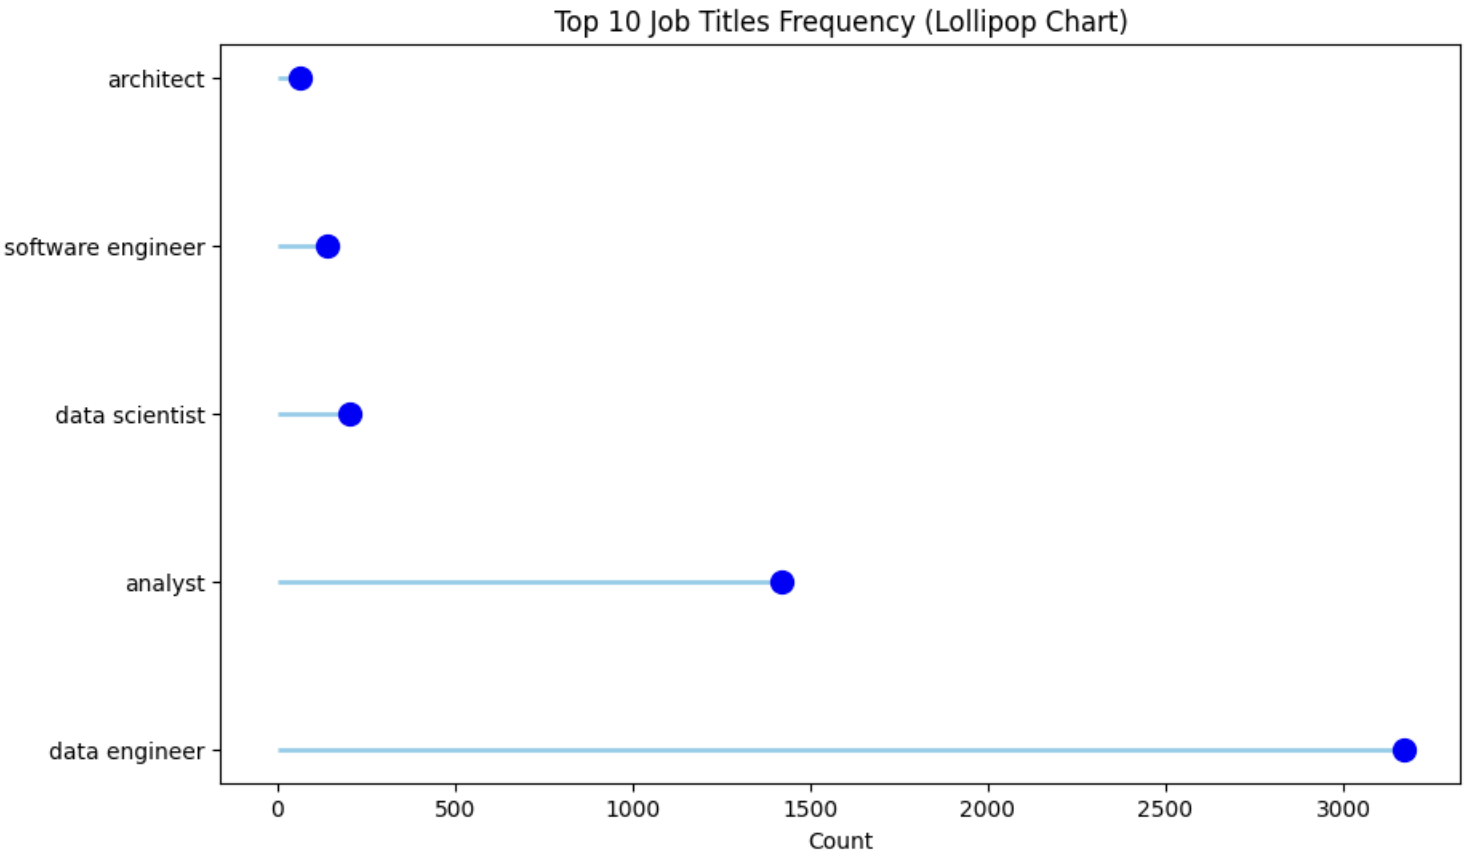 Top 10 Job Titles Frequency (Lollipop Chart)
architect
software engineer
data scientist
analyst
data engineer
0 500 1000 1500 2000 2500 3000
Count